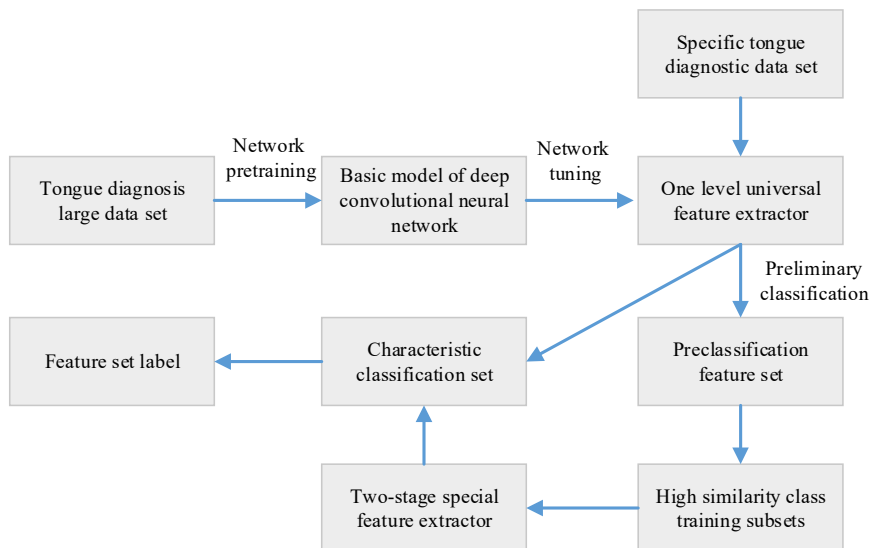 Specific tongue
diagnostic data set
Network
pretraining
Network
tuning
Tongue diagnosis
large data set
Basic model of deep
convolutional neural
network
One level universal
feature extractor
Preliminary
classification
Feature set label
Characteristic
classification set
Preclassification
feature set
Two-stage special
feature extractor
High similarity class
training subsets